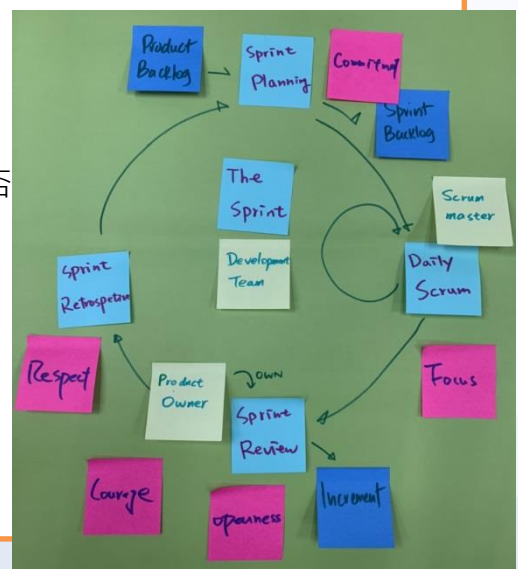 Product
Backlog
Sprint
Planning
Commitment
Sprint
Backlog
The
Sprint
Scrum
master
Development
Team
Daily
Scrum
Sprint
Retrospective
Respect
Product
Owner
OWN
Sprint
Review
Focus
Courage
openness
Increment